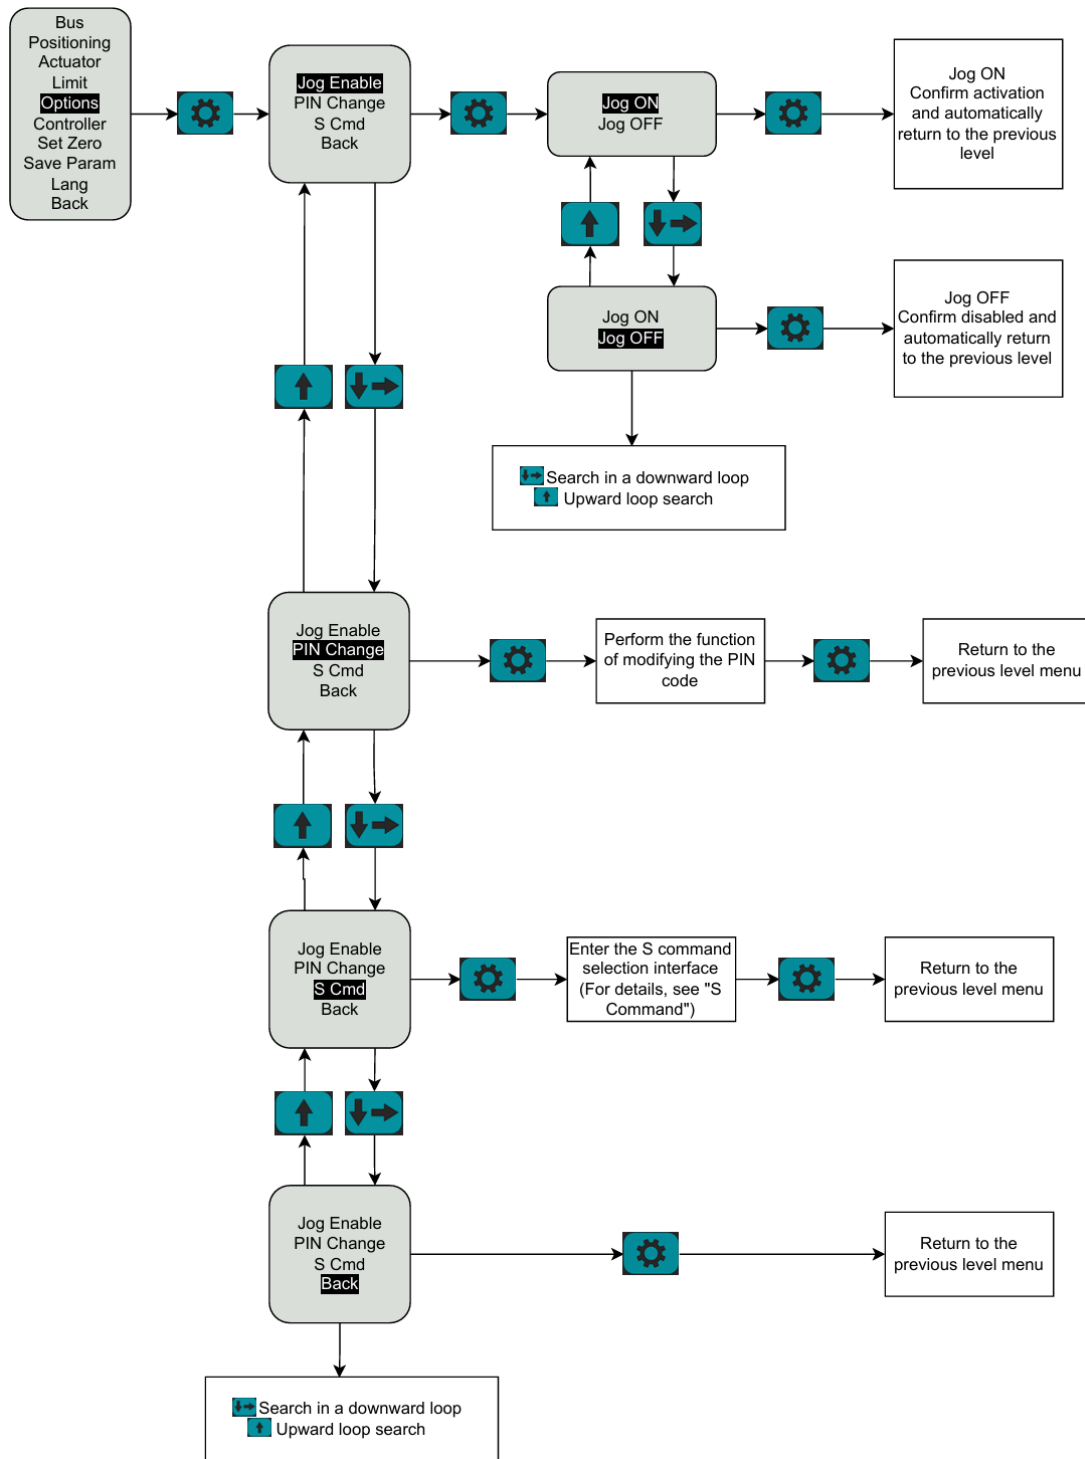 Bus
Positioning
Actuator
Limit
Options
Controller
Set Zero
Save Param
Lang
Back
Jog Enable
PIN Change
S Cmd
Back
Jog ON
Jog OFF
Jog ON
Confirm activation
and automatically
return to the previous
level
Jog ON
Jog OFF
Jog OFF
Confirm disabled and
automatically return
to the previous level
Search in a downward loop
Upward loop search
Jog Enable
PIN Change
S Cmd
Back
Perform the function
of modifying the PIN
code
Return to the
previous level menu
Jog Enable
PIN Change
S Cmd
Back
Enter the S command
selection interface
(For details, see "S
Command")
Return to the
previous level menu
Jog Enable
PIN Change
S Cmd
Back
Return to the
previous level menu
Search in a downward loop
Upward loop search